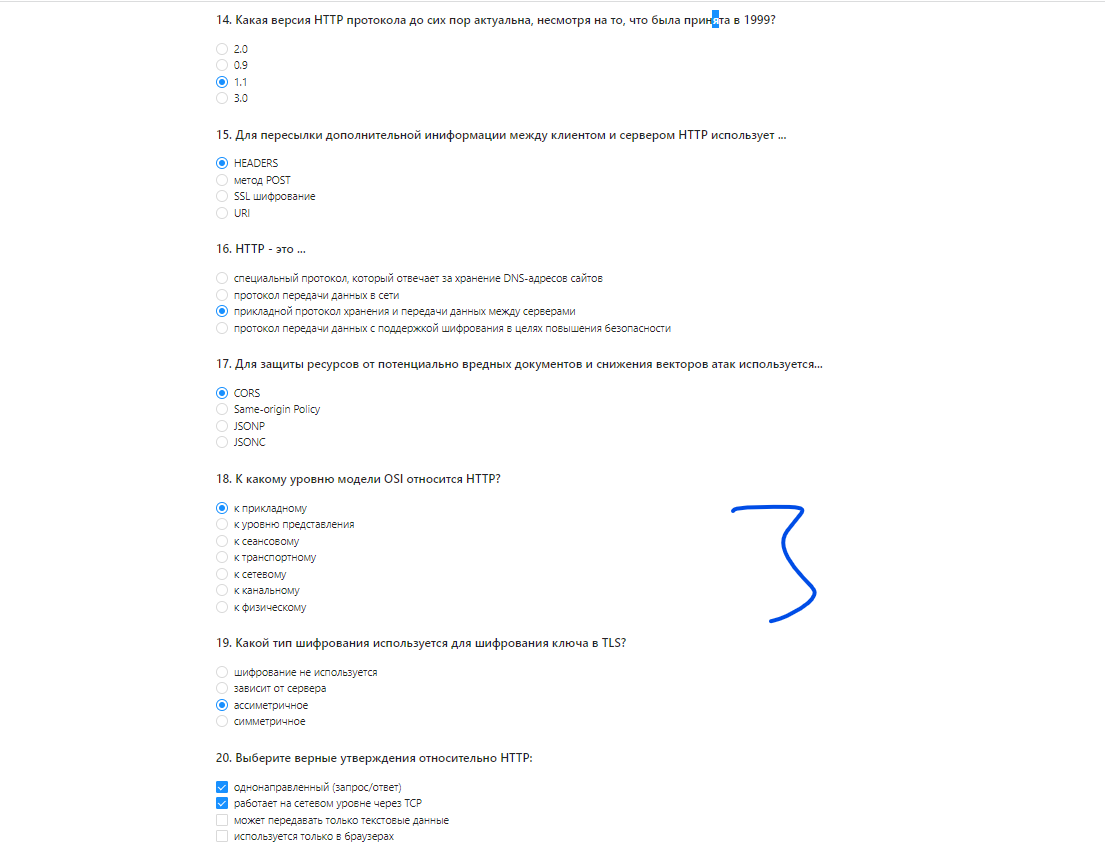 14. Какая версия HTTP протокола до сих пор актуальна, несмотря на то, что была принята в 1999?
2.0
0.9
1.1
3.0
15. Для пересылки дополнительной иниформации между клиентом и сервером HTTP использует ...
HEADERS
метод POST
SSL шифрование
URI
16. HTTP - это ...
специальный протокол, который отвечает за хранение DNS-адресов сайтов
протокол передачи данных в сети
прикладной протокол хранения и передачи данных между серверами
протокол передачи данных с поддержкой шифрования в целях повышения безопасности
17. Для защиты ресурсов от потенциально вредных документов и снижения векторов атак используется...
CORS
Same-origin Policy
JSONP
JSONC
18. К какому уровню модели OSI относится HTTP?
к прикладному
к уровню представления
к сеансовому
к транспортному
к сетевому
к канальному
к физическому
3
19. Какой тип шифрования используется для шифрования ключа в TLS?
шифрование не используется
зависит от сервера
ассиметричное
симметричное
20. Выберите верные утверждения относительно HTTP:
однонаправленный (запрос/ответ)
работает на сетевом уровне через TCP
может передавать только текстовые данные
используется только в браузерах